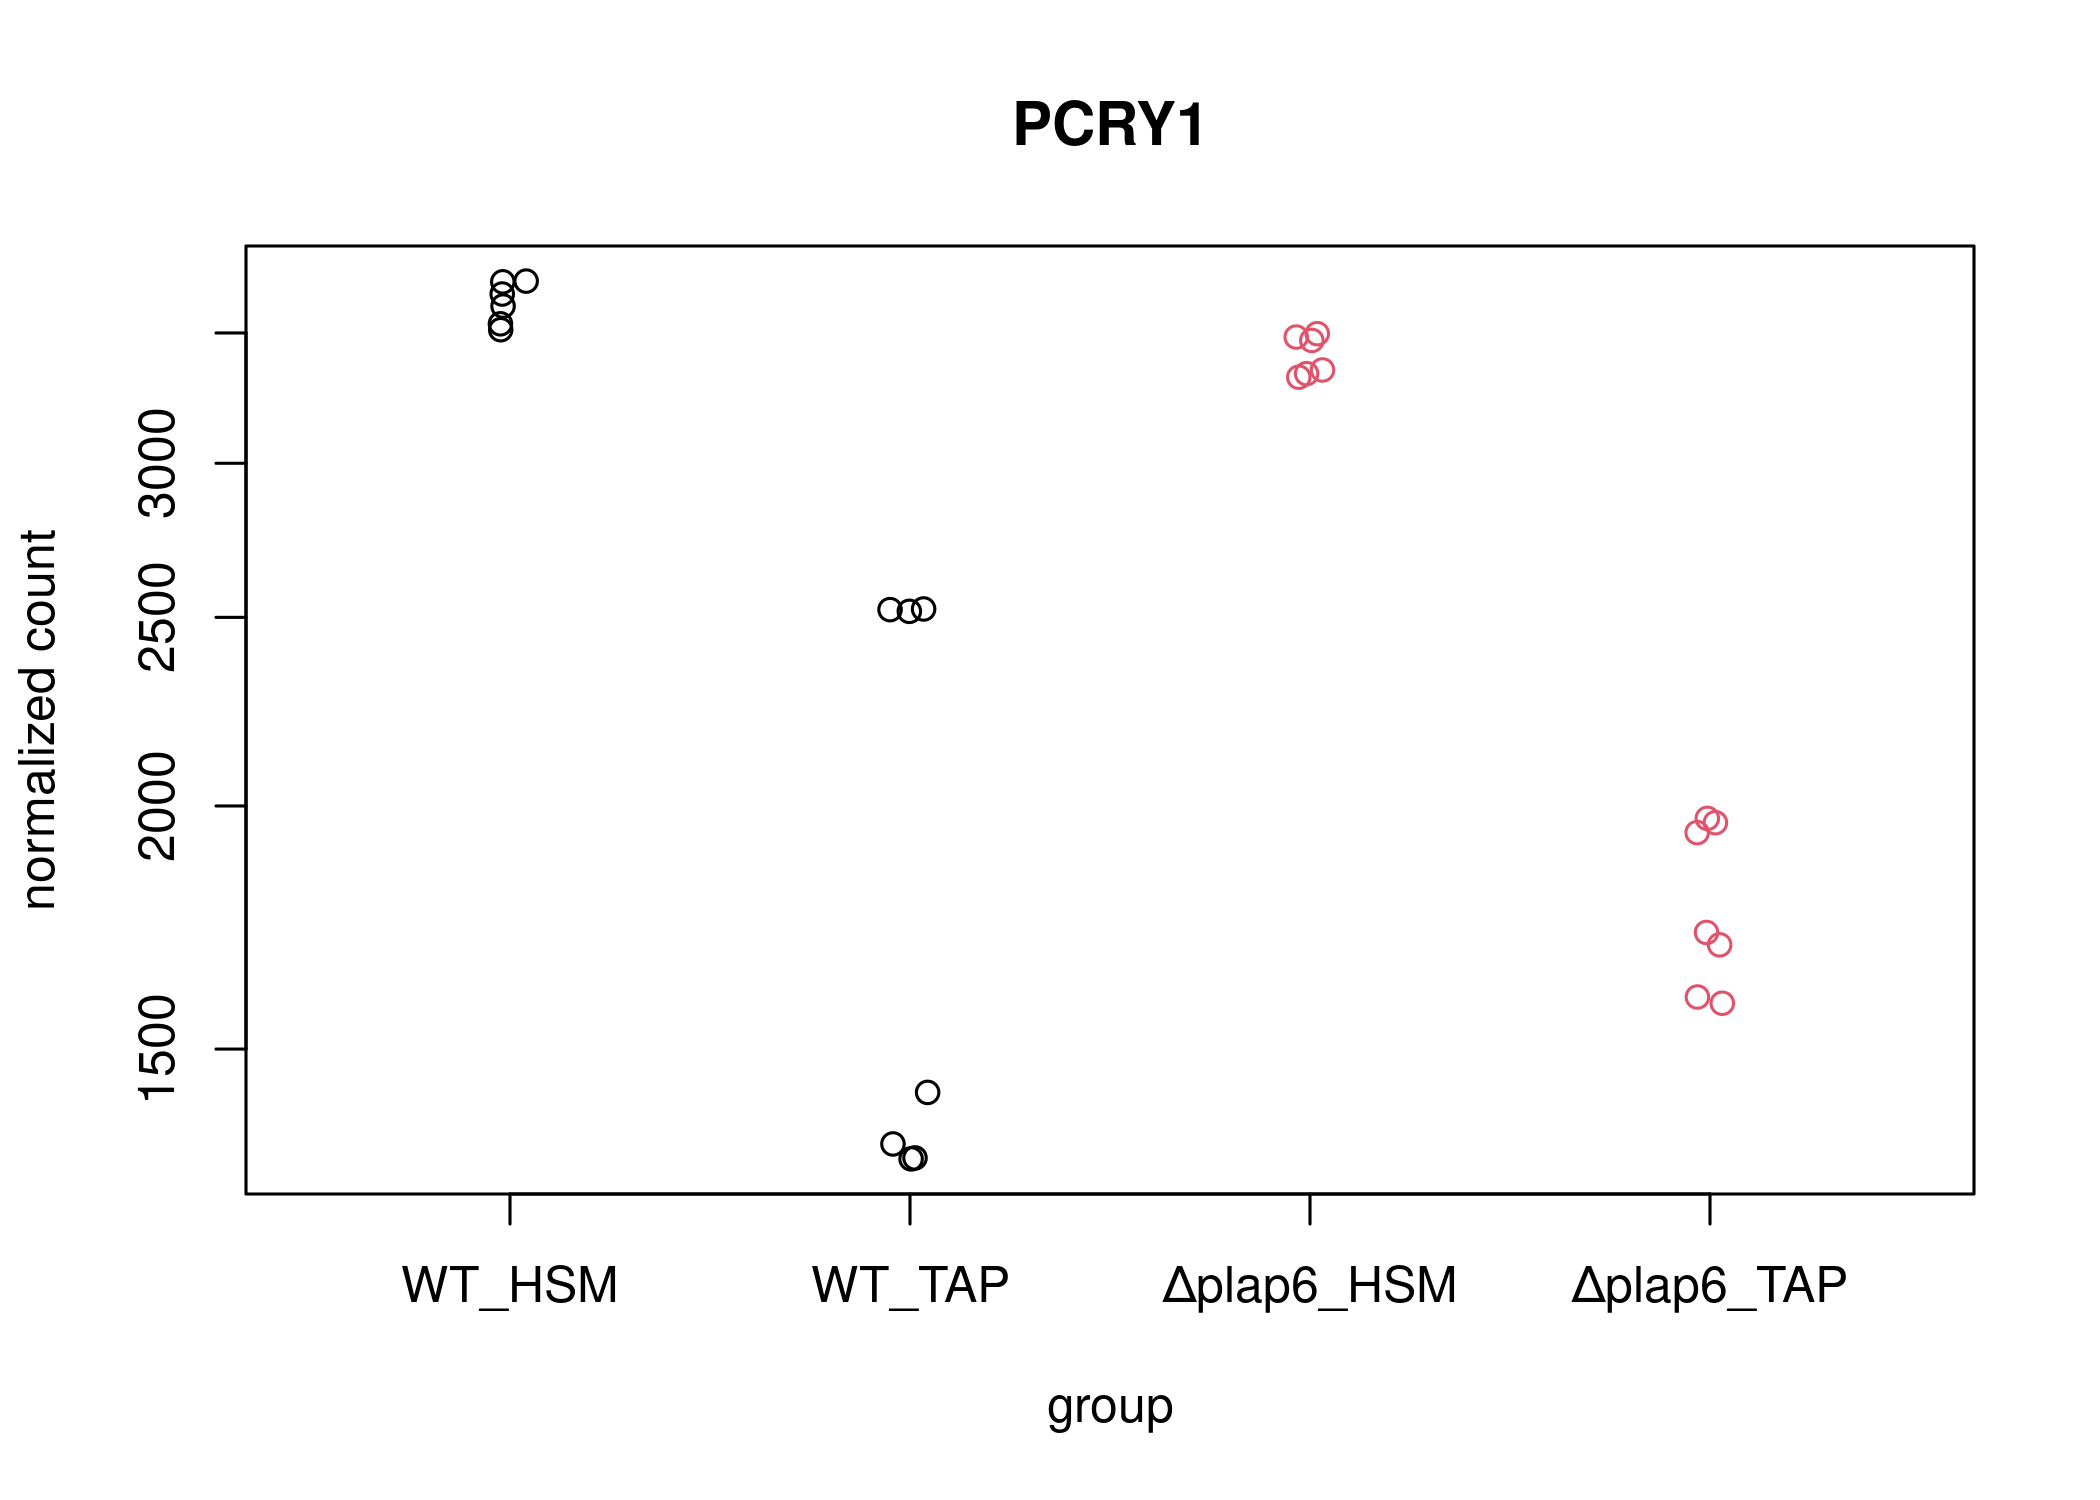 PCRY1
normalized count
3000
2500
2000
1500
WT_HSM WT_TAP Δplap6_HSM Δplap6_TAP
group